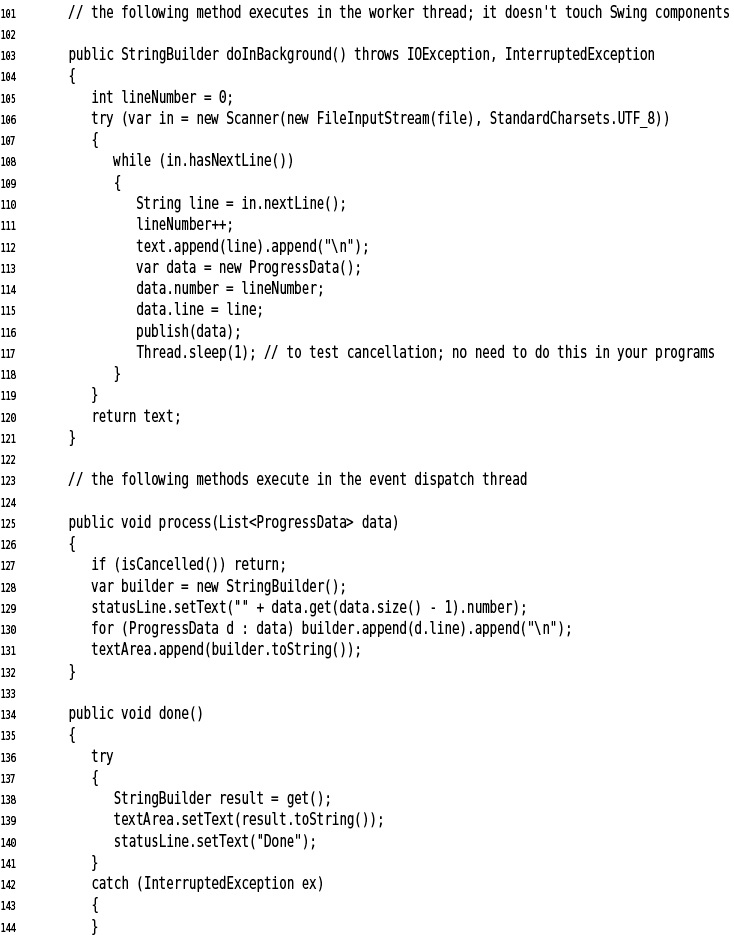 101 // the following method executes in the worker thread; it doesn't touch Swing components
102
103 public StringBuilder doInBackground() throws IOException, InterruptedException
104 {
105 int lineNumber = 0;
106 try (var in = new Scanner(new FileInputStream(file), StandardCharsets.UTF_8))
107 {
108 while (in.hasNextLine())
109 {
110 String line = in.nextLine();
111 lineNumber++;
112 text.append(line).append("\n");
113 var data = new ProgressData();
114 data.number = lineNumber;
115 data.line = line;
116 publish(data);
117 Thread.sleep(1); // to test cancellation; no need to do this in your programs
118 }
119 }
120 return text;
121 }
122
123 // the following methods execute in the event dispatch thread
124
125 public void process(List<ProgressData> data)
126 {
127 if (isCancelled()) return;
128 var builder = new StringBuilder();
129 statusLine.setText("" + data.get(data.size() - 1).number);
130 for (ProgressData d : data) builder.append(d.line).append("\n");
131 textArea.append(builder.toString());
132 }
133
134 public void done()
135 {
136 try
137 {
138 StringBuilder result = get();
139 textArea.setText(result.toString());
140 statusLine.setText("Done");
141 }
142 catch (InterruptedException ex)
143 {
144 }